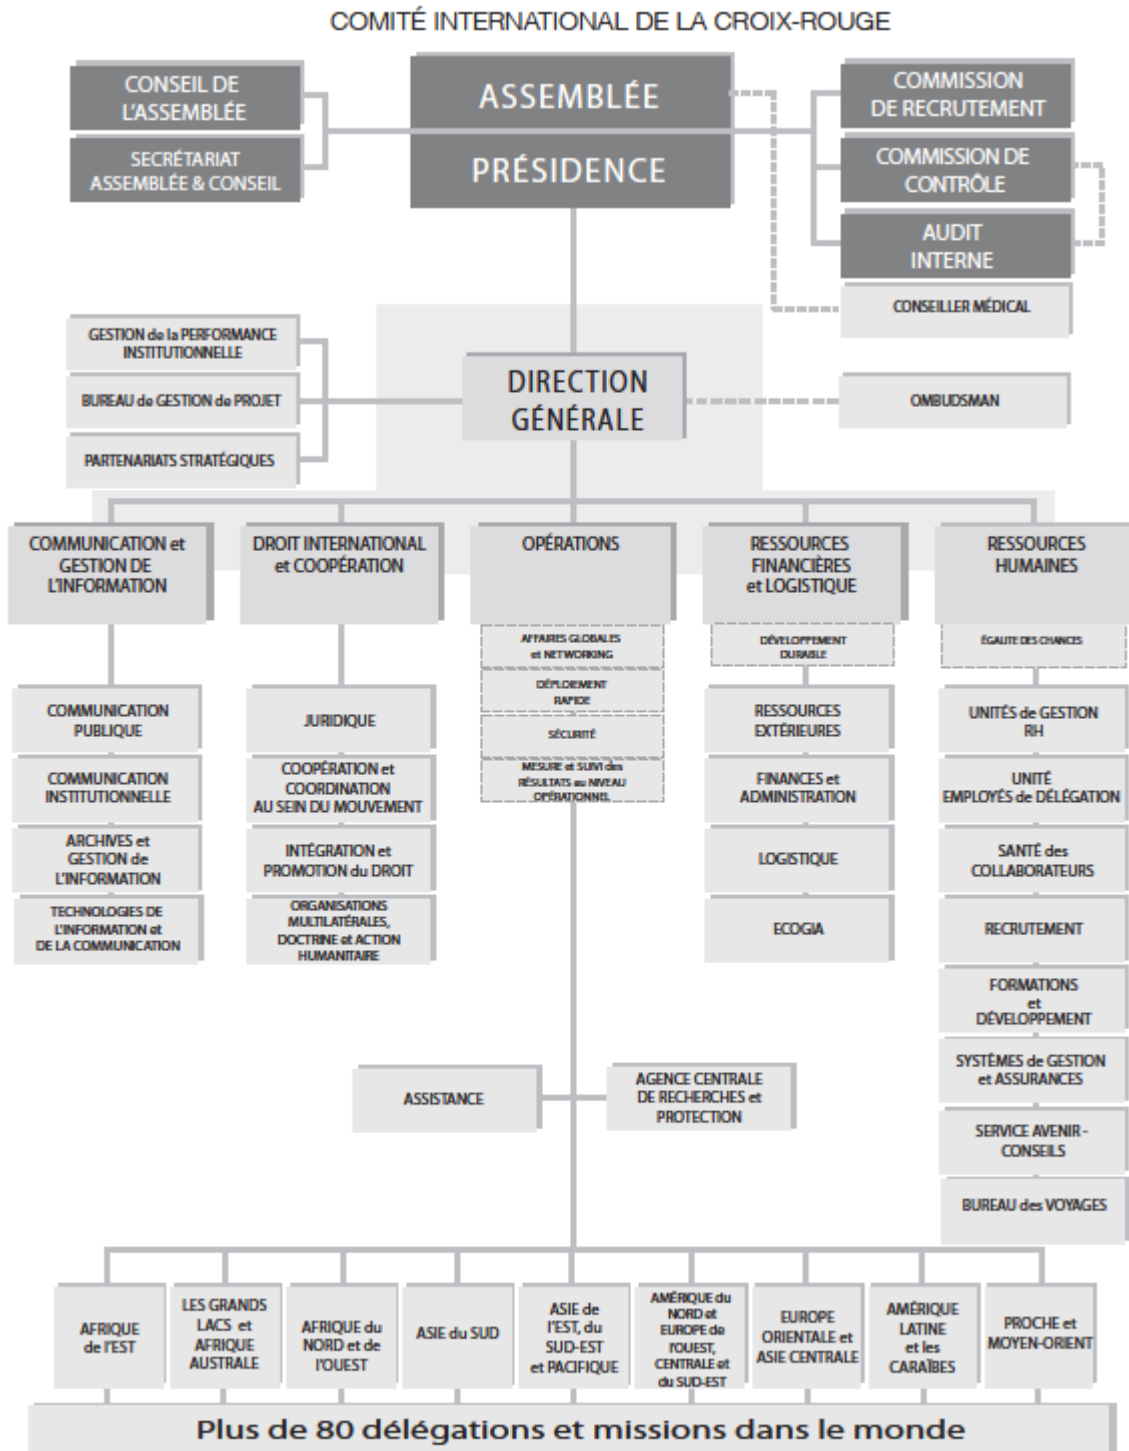 COMITÉ INTERNATIONAL DE LA CROIX-ROUGE
CONSEIL DE
L'ASSEMBLÉE
SECRÉTARIAT
ASSEMBLÉE & CONSEIL
ASSEMBLÉE
PRÉSIDENCE
COMMISSION
DE RECRUTEMENT
COMMISSION DE
CONTRÔLE
AUDIT
INTERNE
CONSEILLER MÉDICAL
GESTION de la PERFORMANCE
INSTITUTIONNELLE
BUREAU de GESTION de PROJET
PARTENARIATS STRATÉGIQUES
DIRECTION
GÉNÉRALE
OMBUDSMAN
COMMUNICATION et
GESTION DE
L'INFORMATION
COMMUNICATION
PUBLIQUE
COMMUNICATION
INSTITUTIONNELLE
ARCHIVES et
GESTION de
L'INFORMATION
TECHNOLOGIES DE
L'INFORMATION et
DE LA COMMUNICATION
DROIT INTERNATIONAL
et COOPÉRATION
JURIDIQUE
COOPÉRATION et
COORDINATION
AU SEIN DU MOUVEMENT
INTÉGRATION et
PROMOTION du DROIT
ORGANISATIONS
MULTILATÉRALES,
DOCTRINE et ACTION
HUMANITAIRE
OPÉRATIONS
AFFAIRES GLOBALES
et NETWORKING
DÉPLOIEMENT
RAPIDE
SÉCURITÉ
MESURE et SUIVI des
RÉSULTATS au NIVEAU
OPÉRATIONNEL
RESSOURCES
FINANCIÈRES
et LOGISTIQUE
DÉVELOPPEMENT
DURABLE
RESSOURCES
EXTÉRIEURES
FINANCES et
ADMINISTRATION
LOGISTIQUE
ECOGIA
RESSOURCES
HUMAINES
ÉGALITE DES CHANCES
UNITÉS de GESTION
RH
UNITÉ
EMPLOYÉS de DÉLÉGATION
SANTÉ des
COLLABORATEURS
RECRUTEMENT
FORMATIONS
et
DÉVELOPPEMENT
SYSTÈMES de GESTION
et ASSURANCES
SERVICE AVENIR -
CONSEILS
BUREAU des VOYAGES
ASSISTANCE
AGENCE CENTRALE
DE RECHERCHES et
PROTECTION
AFRIQUE
de l'EST
LES GRANDS
LACS et
AFRIQUE
AUSTRALE
AFRIQUE du
NORD et de
l'OUEST
ASIE du SUD
ASIE de
l'EST, du
SUD-EST
et PACIFIQUE
AMÉRIQUE du
NORD et
EUROPE de
l'OUEST,
CENTRALE et
du SUD-EST
EUROPE
ORIENTALE et
ASIE CENTRALE
AMÉRIQUE
LATINE
et les
CARAÏBES
PROCHE et
MOYEN-ORIENT
Plus de 80 délégations et missions dans le monde